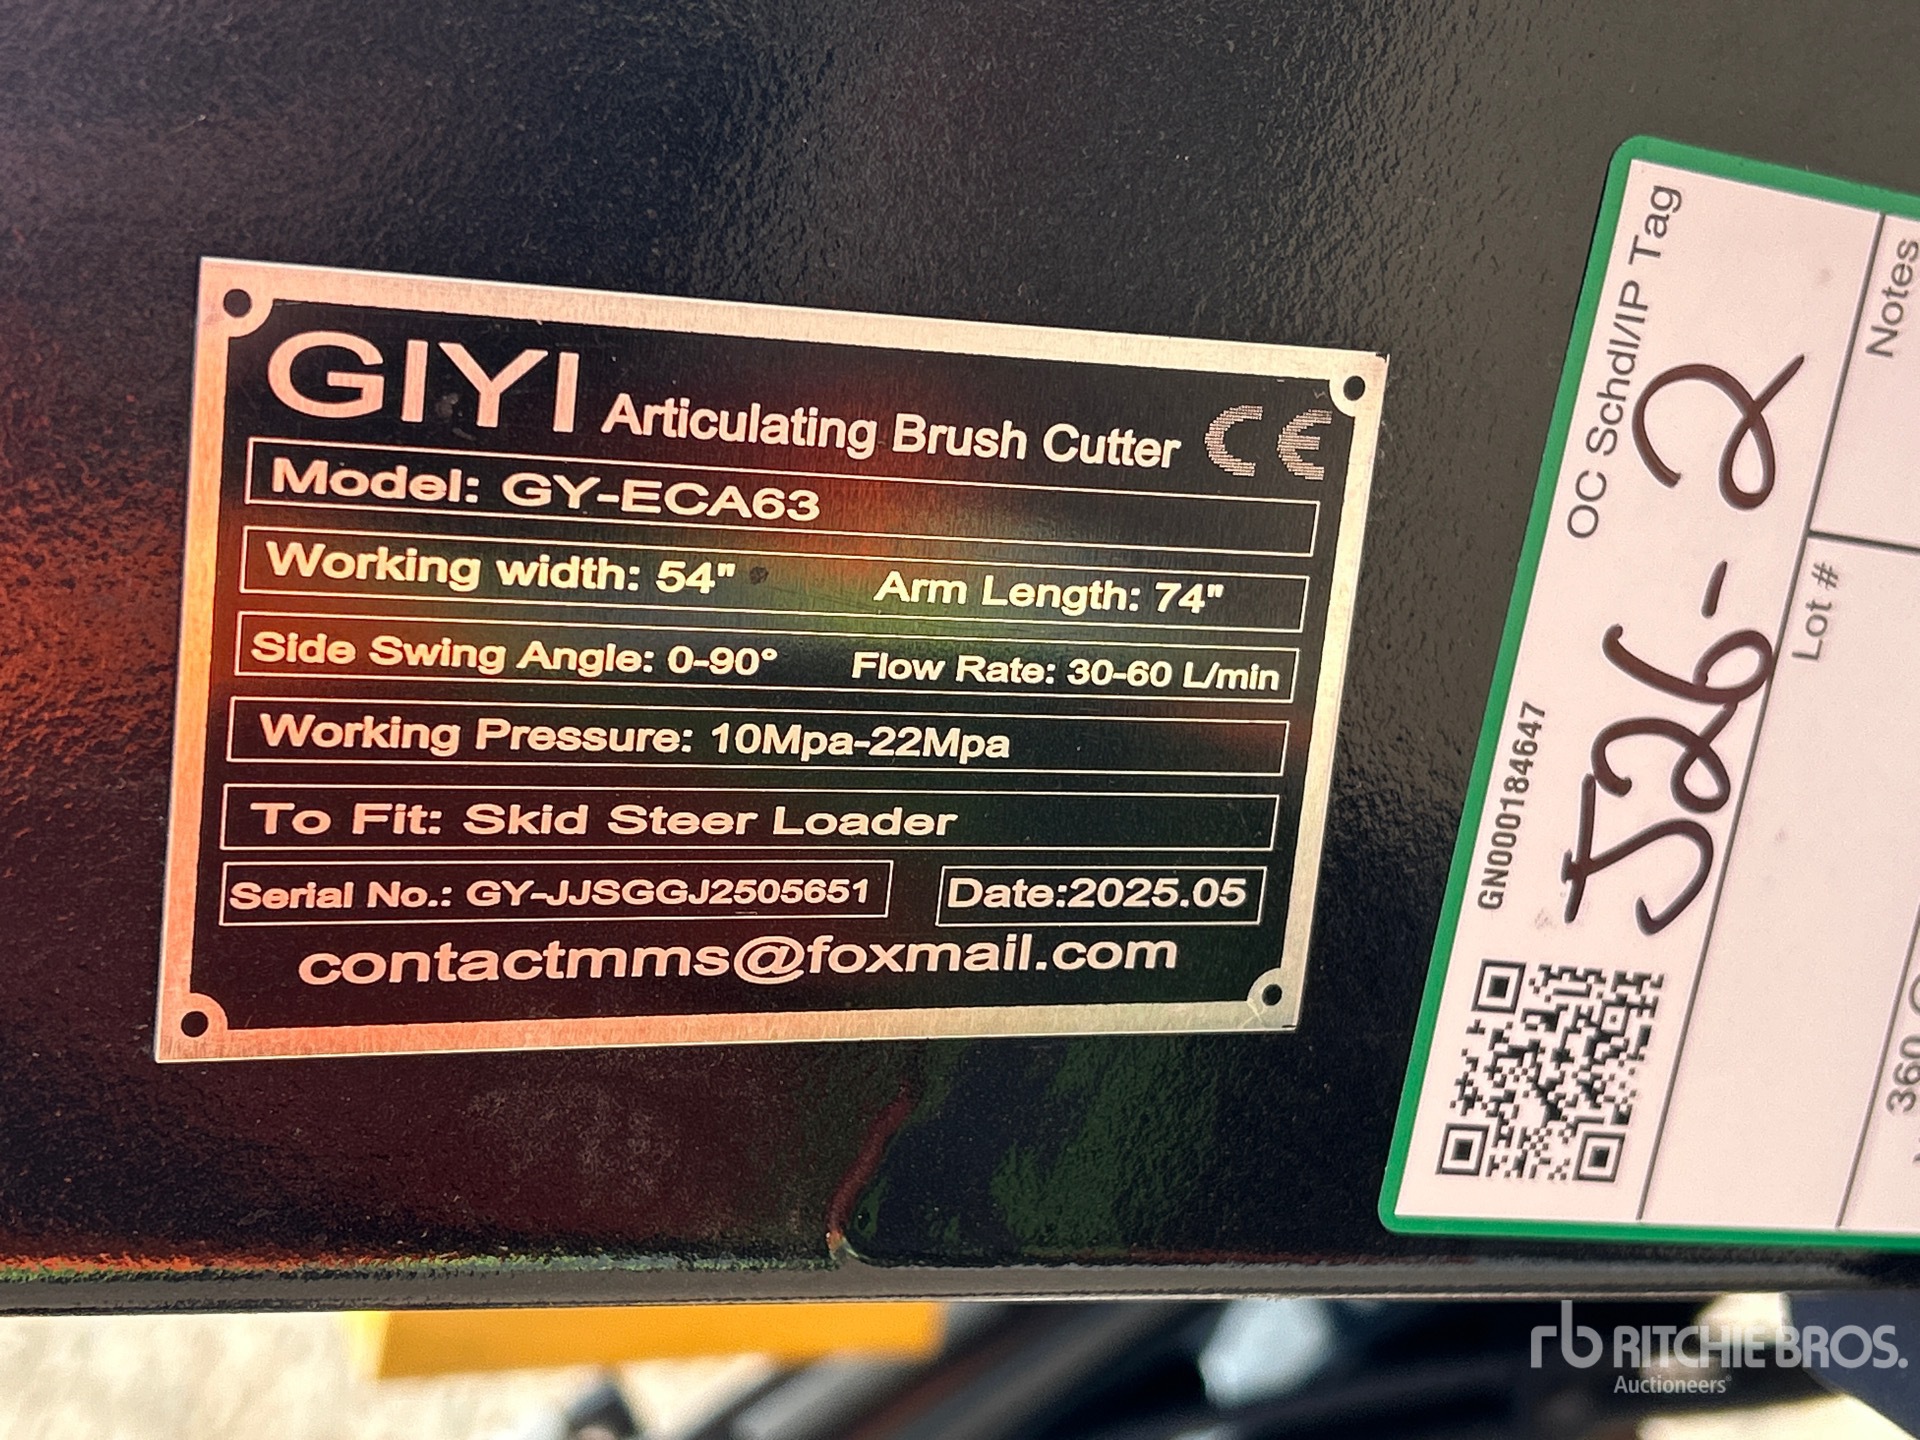 GIYI Articulating Brush Cutter CE
Model: GY-ECA63
Working width: 54" Arm Length: 74"
Side Swing Angle: 0-90° Flow Rate: 30-60 L/min
Working Pressure: 10Mpa-22Mpa
To Fit: Skid Steer Loader
Serial No.: GY-JJSGGJ2505651 Date:2025.05
contactmms@foxmail.com
OC Schdl/IP Tag
GN000184647
526-2
Notes
Lot #
360
rb RITCHIE BROS.
Auctioneers